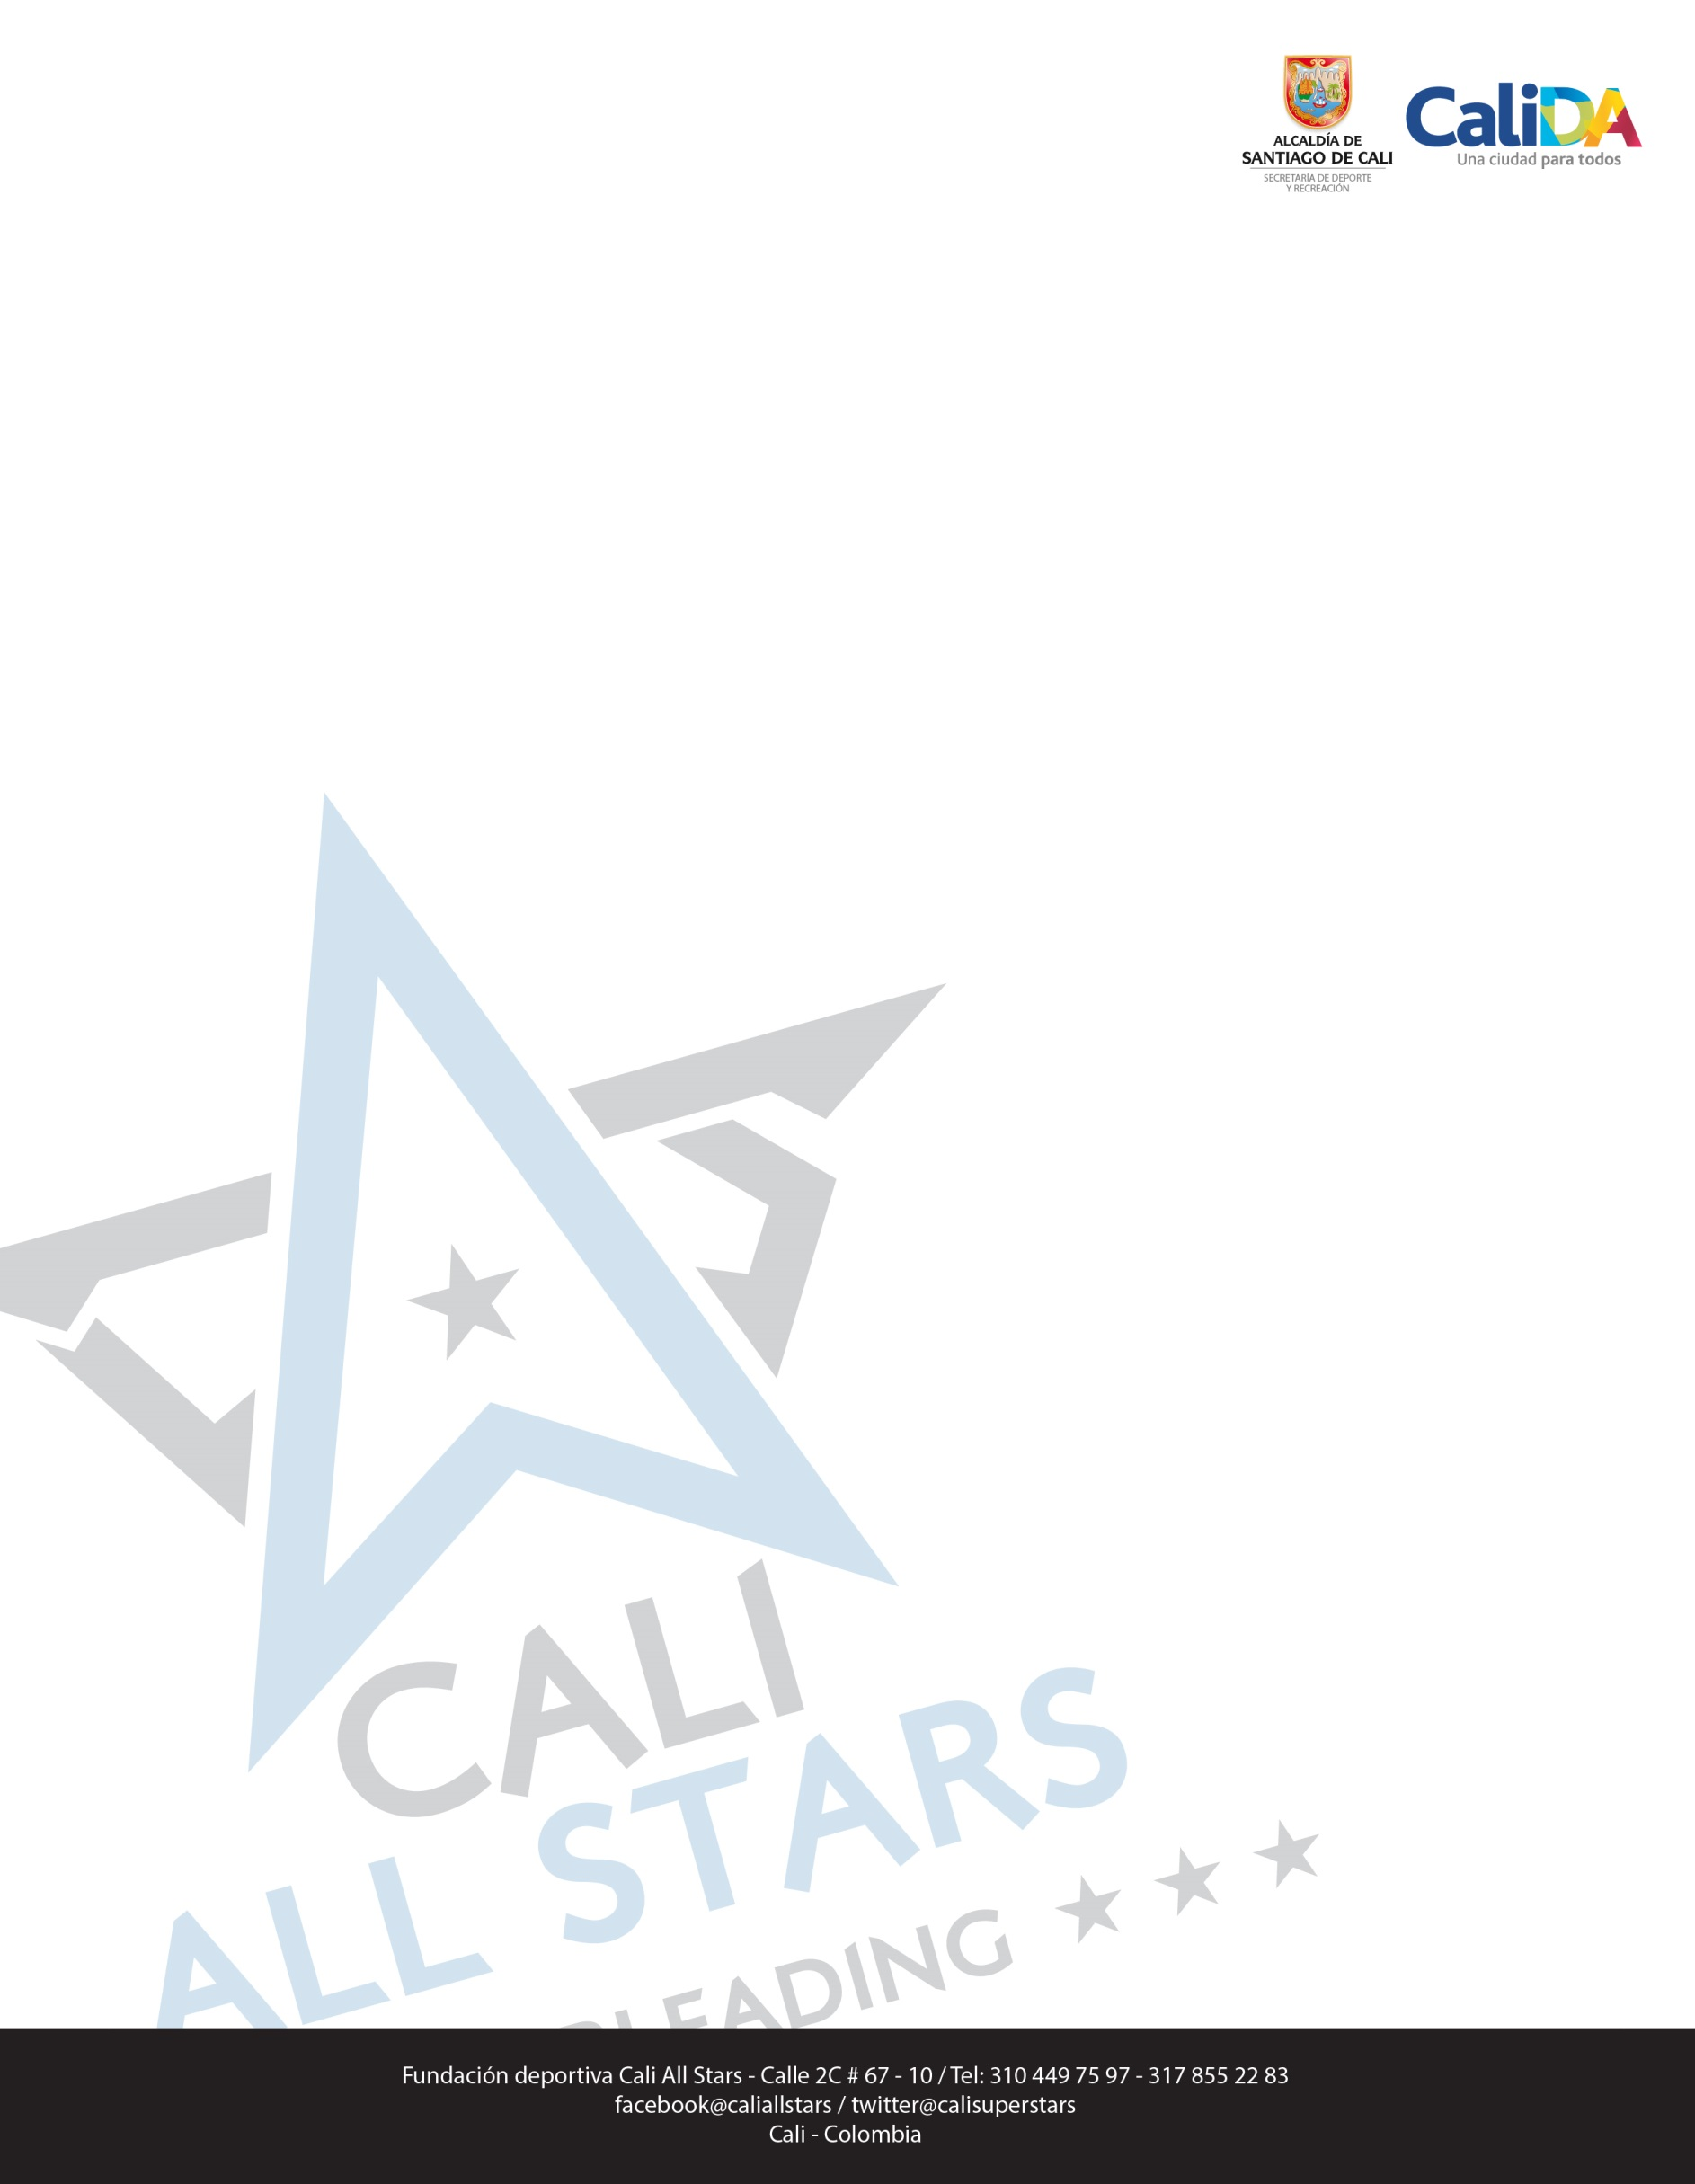 ALCALDÍA DE
SANTIAGO DE CALI
SECRETARÍA DE DEPORTE
Y RECREACIÓN
CaliDA
Una ciudad para todos
CALI
ALL STARS
LEADING
Fundación deportiva Cali All Stars - Calle 2C # 67 - 10 / Tel: 310 449 75 97 - 317 855 22 83
facebook@caliallstars / twitter@calisuperstars
Cali - Colombia